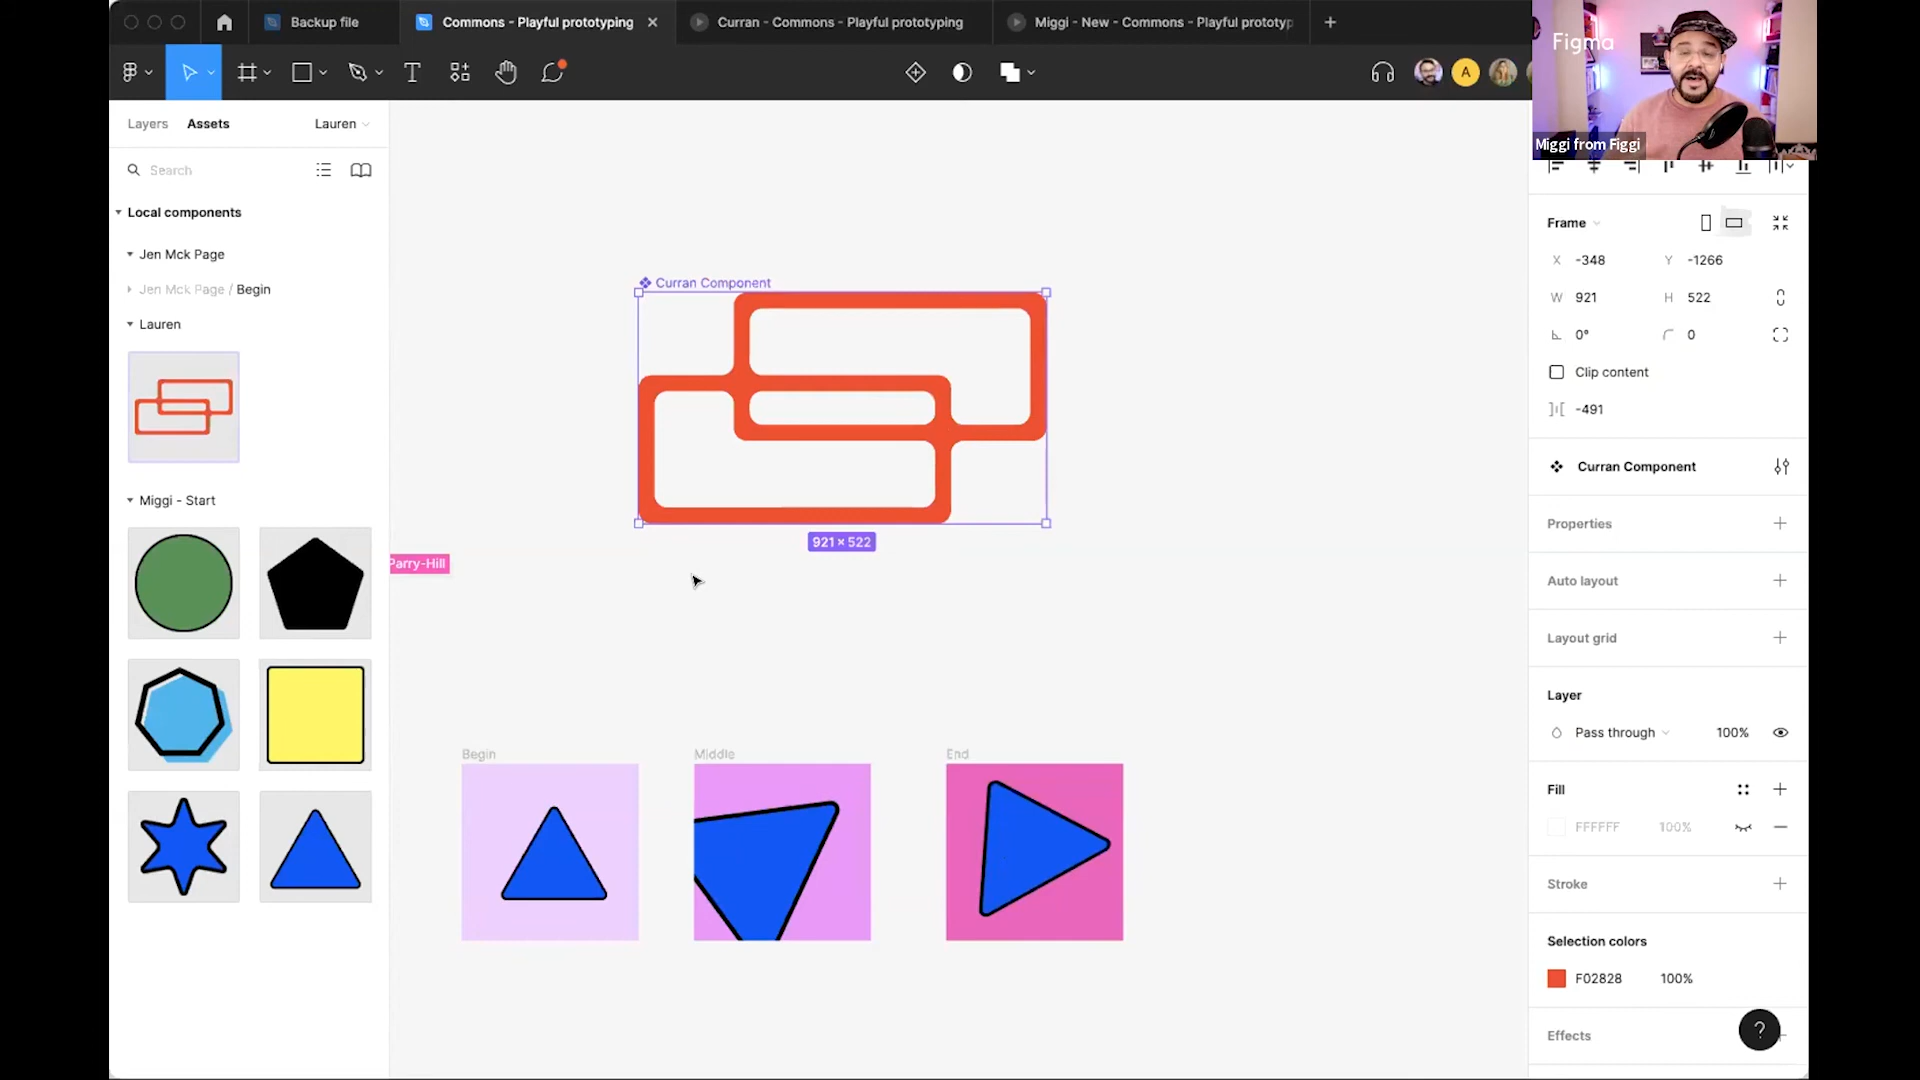 Backup file
Commons - Playful prototyping
Curran - Commons - Playful prototyping
Miggi - New - Commons - Playful prototyp
Figma
A
Miggi from Figgi
Layers
Assets
Lauren
Search
Local components
Jen Mck Page
Jen Mck Page / Begin
Lauren
Miggi - Start
Parry-Hill
Curran Component
921 × 522
Begin
Middle
End
Frame
X -348
Y -1266
W 921
H 522
0°
0
Clip content
-491
Curran Component
Properties
Auto layout
Layout grid
Layer
Pass through
100%
Fill
FFFFFF
100%
Stroke
Selection colors
F02828
100%
Effects
?